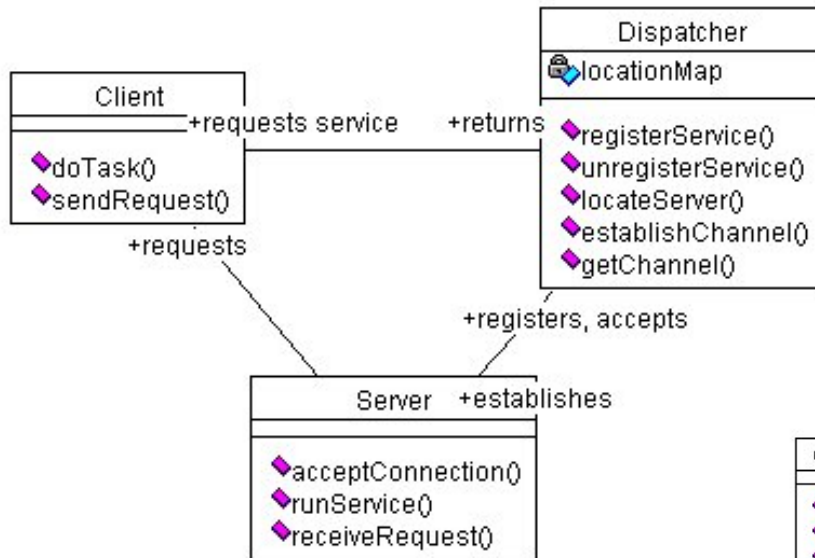 Dispatcher
locationMap
registerService()
unregisterService()
locateServer()
establishChannel()
getChannel()
Client
doTask()
sendRequest()
+requests service
+returns
+requests
+registers, accepts
+establishes
Server
acceptConnection()
runService()
receiveRequest()